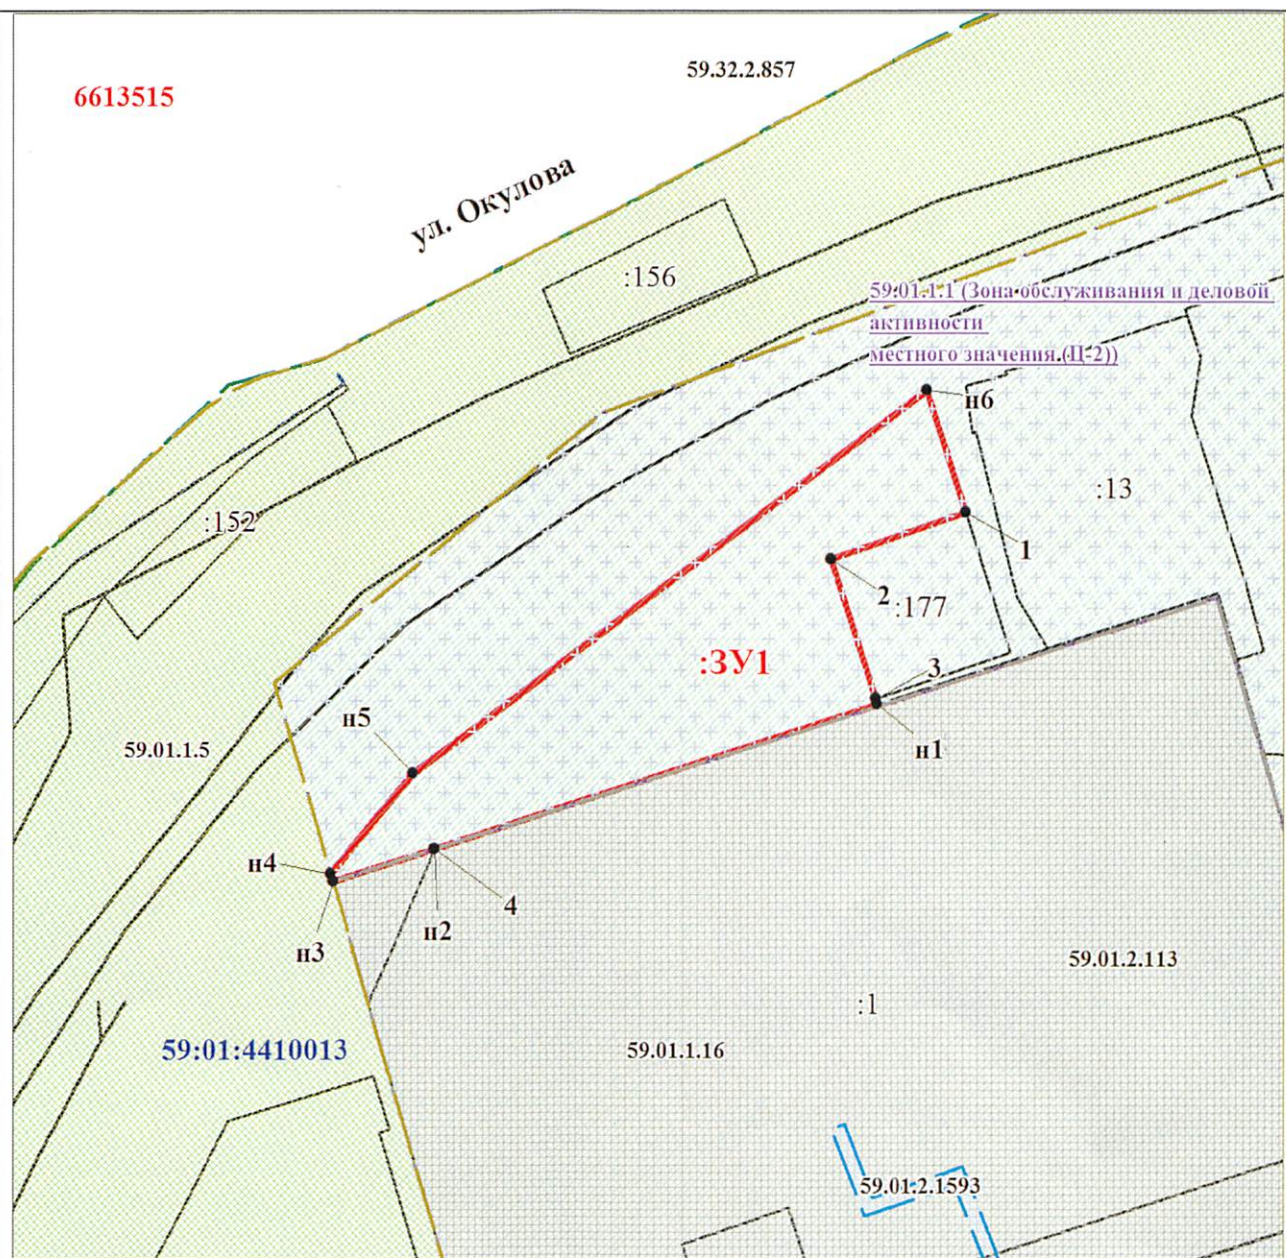 59.32.2.857
6613515
ул. Окулова
:156
59.01.1.1 (Зона обслуживания и деловой
активности
местного значения (Ц-2))
н6
:13
:152
1
2
:177
:ЗУ1
3
н5
н1
59.01.1.5
н4
4
н2
н3
59.01.2.113
:1
59:01:4410013
59.01.1.16
59.01.2.1593